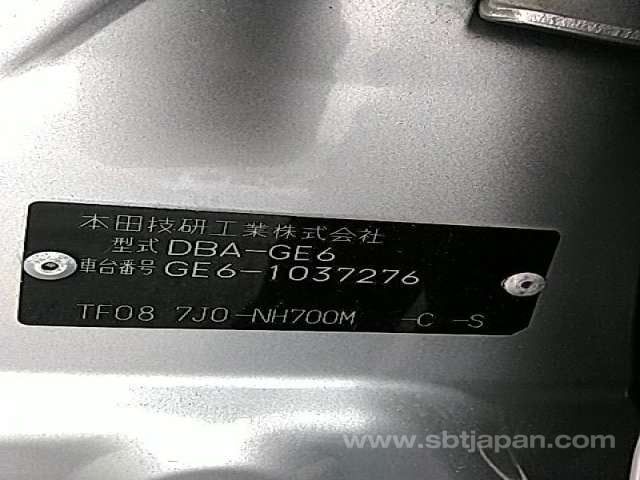 本田技研工業株式会社
型式 DBA-GE6
車台番号 GE6-1037276
TF08 7J0-NH700M -C -S
www.sbtjapan.com